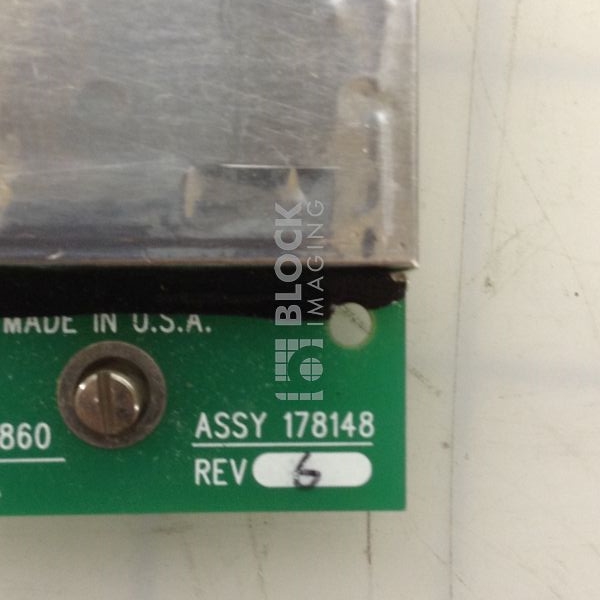 BLOCK
IMAGING
MADE IN U.S.A.
860
ASSY 178148
REV 6